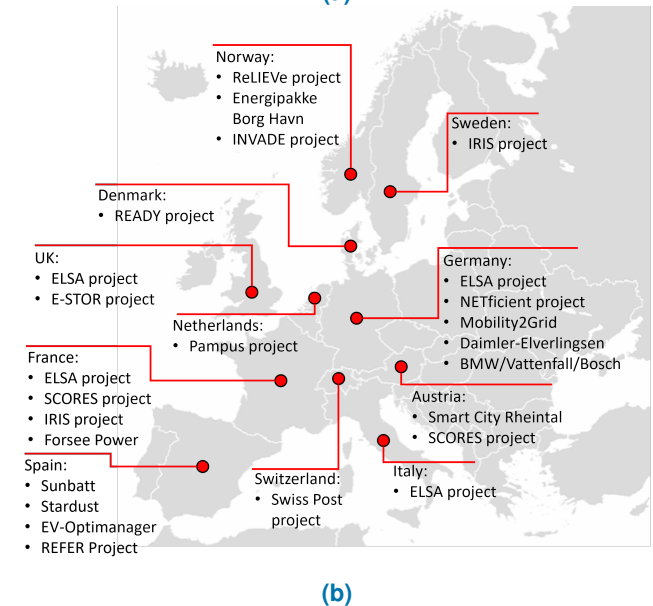 Norway:
• ReLIEVe project
• Energipakke
Borg Havn
• INVADE project
Sweden:
• IRIS project
Denmark:
• READY project
UK:
• ELSA project
• E-STOR project
Germany:
• ELSA project
• NETficient project
• Mobility2Grid
• Daimler-Elverlingsen
• BMW/Vattenfall/Bosch
Netherlands:
• Pampus project
France:
• ELSA project
• SCORES project
• IRIS project
• Forsee Power
Austria:
• Smart City Rheintal
• SCORES project
Spain:
• Sunbatt
• Stardust
• EV-Optimanager
• REFER Project
Switzerland:
• Swiss Post
project
Italy:
• ELSA project
(b)